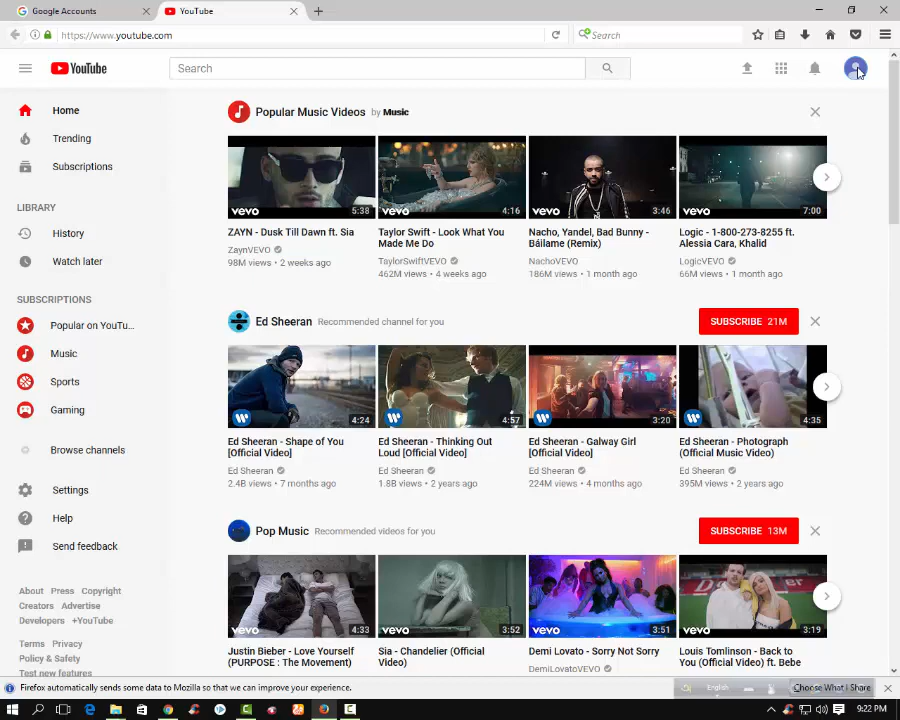 Google Accounts
YouTube
https://www.youtube.com
Search
YouTube
Search
Home
Trending
Subscriptions
LIBRARY
History
Watch later
SUBSCRIPTIONS
Popular on YouTu...
Music
Sports
Gaming
Browse channels
Settings
Help
Send feedback
About Press Copyright
Creators Advertise
Developers +YouTube
Terms Privacy
Policy & Safety
Test new features
Popular Music Videos by Music
vevo 5:38
vevo 4:16
vevo 3:46
vevo 7:00
ZAYN - Dusk Till Dawn ft. Sia
ZaynVEVO
98M views • 2 weeks ago
Taylor Swift - Look What You
Made Me Do
TaylorSwiftVEVO
462M views • 4 weeks ago
Nacho, Yandel, Bad Bunny -
Báilame (Remix)
NachoVEVO
186M views • 1 month ago
Logic - 1-800-273-8255 ft.
Alessia Cara, Khalid
LogicVEVO
66M views • 1 month ago
Ed Sheeran Recommended channel for you
SUBSCRIBE 21M
4:24
4:57
3:20
4:35
Ed Sheeran - Shape of You
[Official Video]
Ed Sheeran
2.4B views • 7 months ago
Ed Sheeran - Thinking Out
Loud [Official Video]
Ed Sheeran
1.8B views • 2 years ago
Ed Sheeran - Galway Girl
[Official Video]
Ed Sheeran
224M views • 4 months ago
Ed Sheeran - Photograph
(Official Music Video)
Ed Sheeran
395M views • 2 years ago
Pop Music Recommended videos for you
SUBSCRIBE 13M
vevo 4:33
vevo 3:52
vevo 3:51
vevo 3:19
Justin Bieber - Love Yourself
(PURPOSE : The Movement)
Sia - Chandelier (Official
Video)
Demi Lovato - Sorry Not Sorry
DemiLovatoVEVO
Louis Tomlinson - Back to
You (Official Video) ft. Bebe
Firefox automatically sends some data to Mozilla so that we can improve your experience.
English
Choose What I Share
9:22 PM